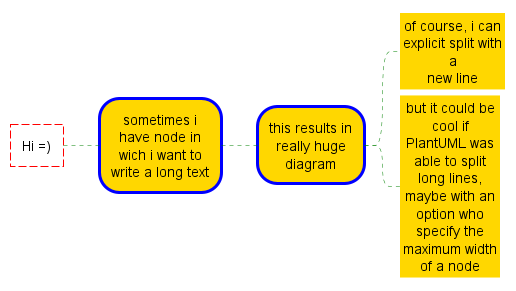 Hi =)
sometimes i
have node in
wich i want to
write a long text
this results in
really huge
diagram
of course, i can
explicit split with
a
new line
but it could be
cool if
PlantUML was
able to split
long lines,
maybe with an
option who
specify the
maximum width
of a node